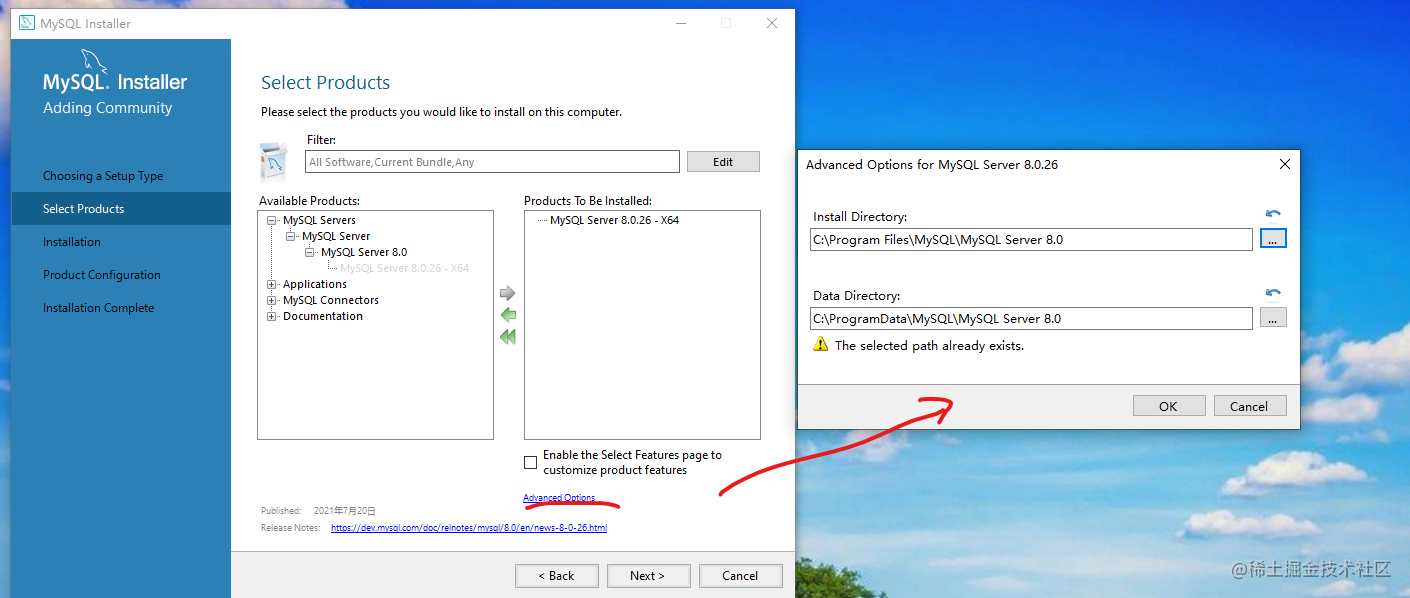 MySQL Installer
MySQL. Installer
Adding Community
Choosing a Setup Type
Select Products
Installation
Product Configuration
Installation Complete
Select Products
Please select the products you would like to install on this computer.
Filter:
All Software,Current Bundle,Any
Edit
Available Products:
MySQL Servers
MySQL Server
MySQL Server 8.0
MySQL Server 8.0.26 - X64
Applications
MySQL Connectors
Documentation
Products To Be Installed:
MySQL Server 8.0.26 - X64
Enable the Select Features page to
customize product features
Advanced Options
Published: 2021年7月20日
Release Notes: https://dev.mysql.com/doc/relnotes/mysql/8.0/en/news-8-0-26.html
< Back
Next >
Cancel
Advanced Options for MySQL Server 8.0.26
Install Directory:
C:\Program Files\MySQL\MySQL Server 8.0
...
Data Directory:
C:\ProgramData\MySQL\MySQL Server 8.0
...
The selected path already exists.
OK
Cancel
@稀土掘金技术社区